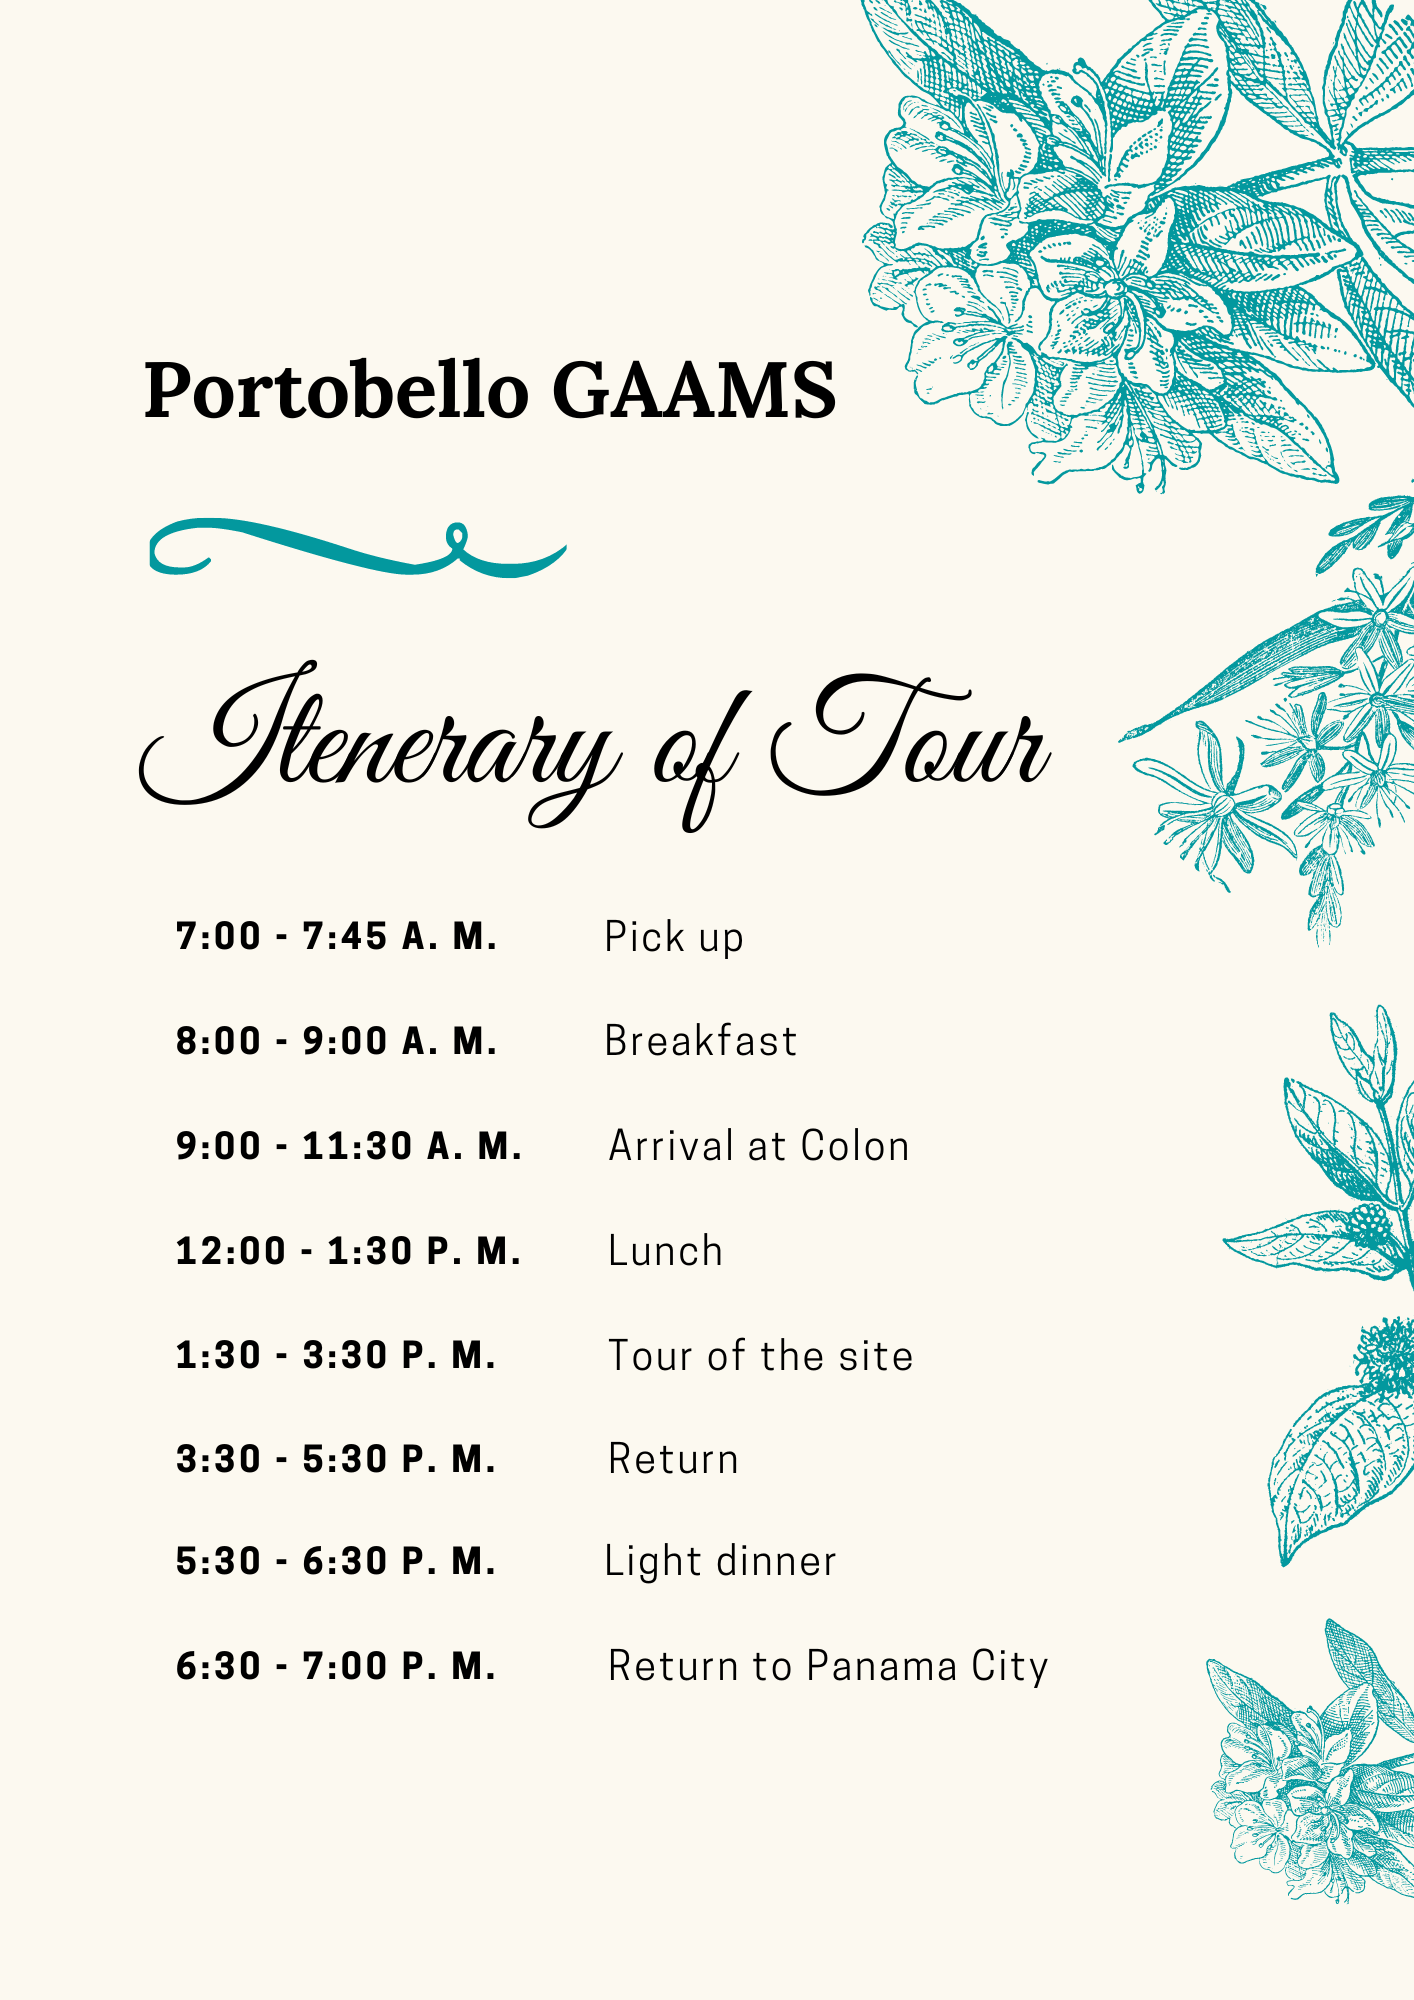 Portobello GAAMS
Itenerary of Tour
7:00 - 7:45 A. M. Pick up
8:00 - 9:00 A. M. Breakfast
9:00 - 11:30 A. M. Arrival at Colon
12:00 - 1:30 P. M. Lunch
1:30 - 3:30 P. M. Tour of the site
3:30 - 5:30 P. M. Return
5:30 - 6:30 P. M. Light dinner
6:30 - 7:00 P. M. Return to Panama City